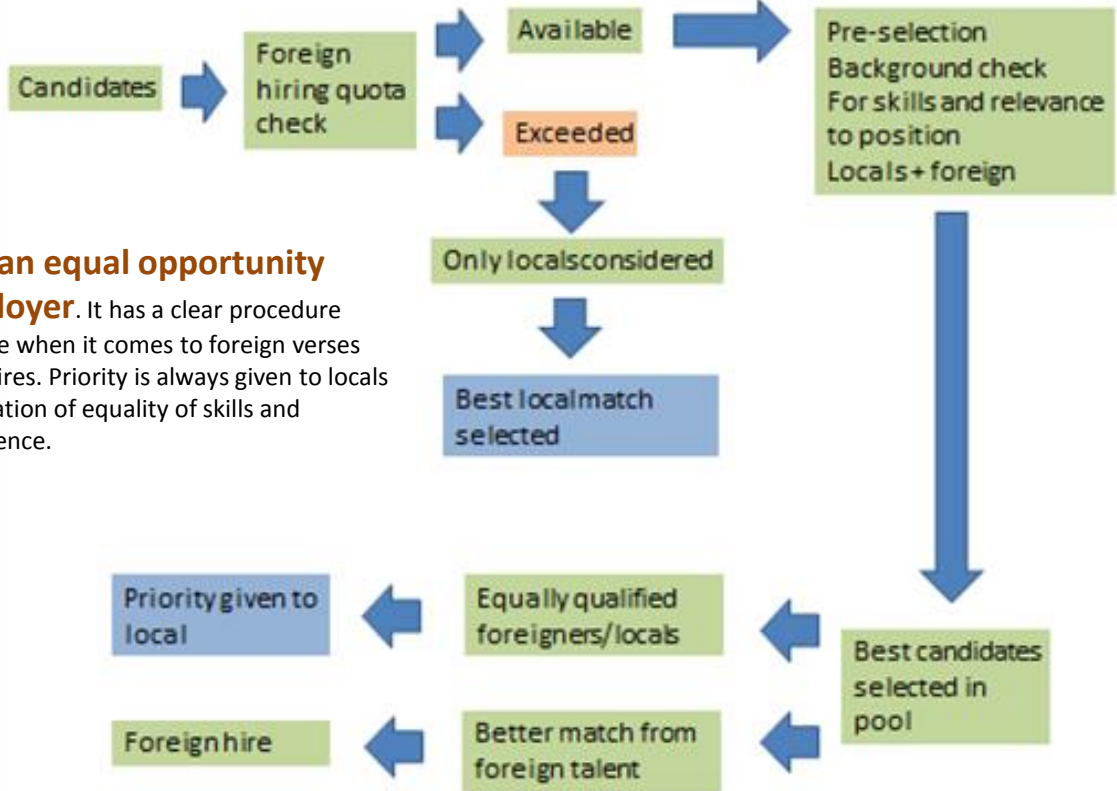 Candidates
Foreign
hiring quota
check
Available
Exceeded
Pre-selection
Background check
For skills and relevance
to position
Locals + foreign
Only localsconsidered
Best localmatch
selected
an equal opportunity
loyer. It has a clear procedure
e when it comes to foreign verses
ires. Priority is always given to locals
ation of equality of skills and
ence.
Best candidates
selected in
pool
Equally qualified
foreigners/locals
Priority given to
local
Better match from
foreign talent
Foreign hire